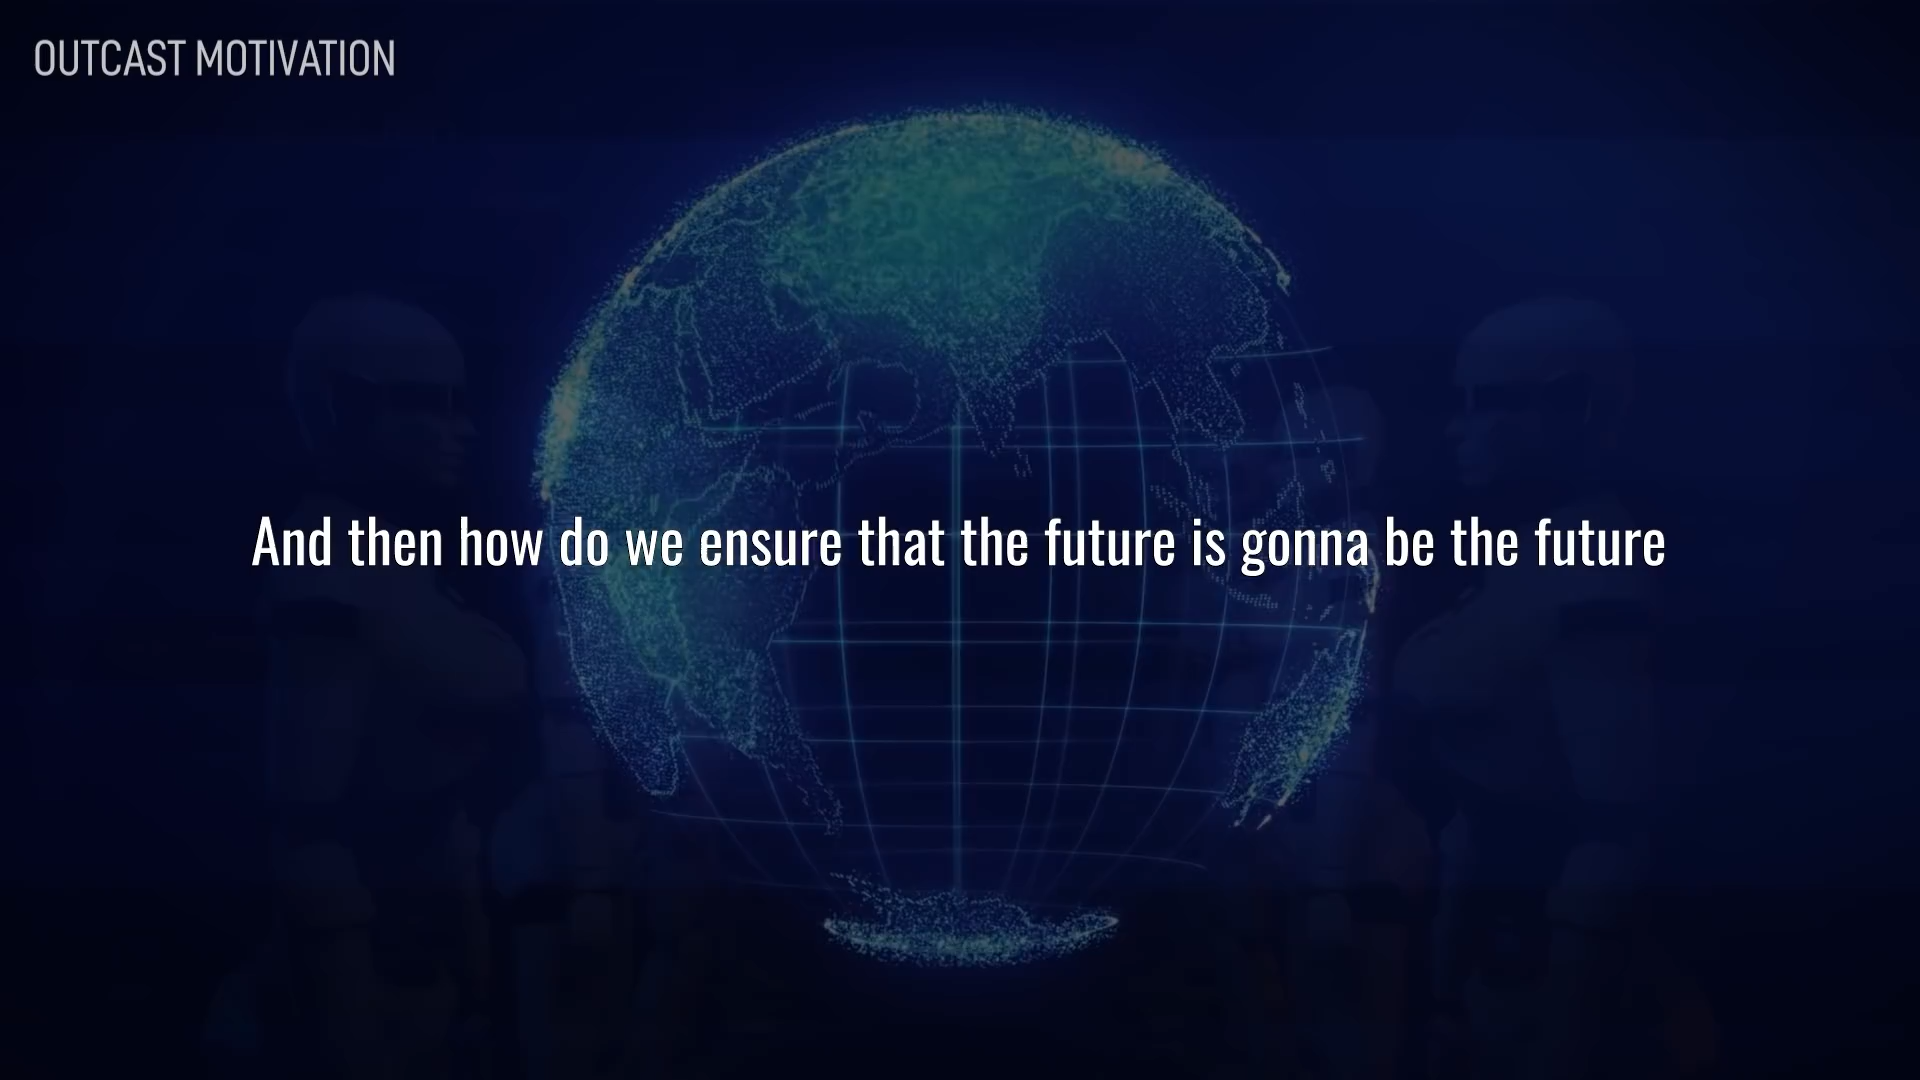 OUTCAST MOTIVATION
And then how do we ensure that the future is gonna be the future